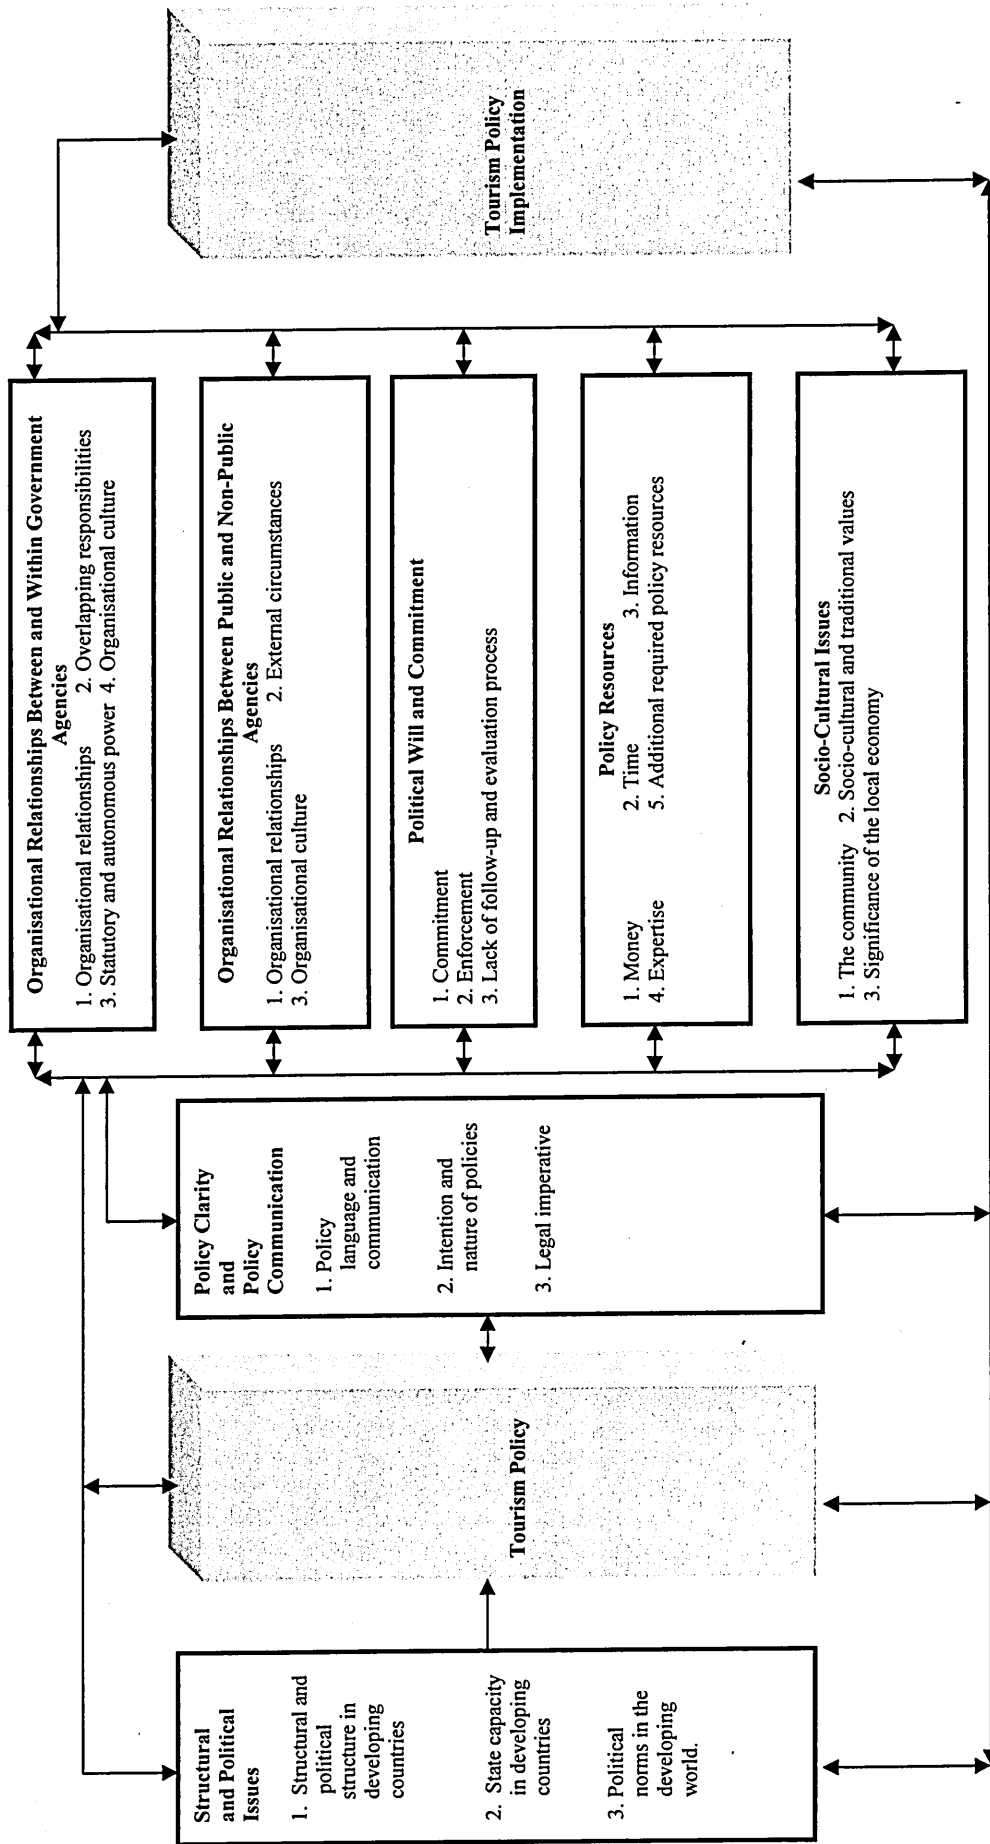 Structural
and Political
Issues
1. Structural and
political
structure in
developing
countries
2. State capacity
in developing
countries
3. Political
norms in the
developing
world.
Tourism Policy
Policy Clarity
and Policy
Communication
1. Policy
language and
communication
2. Intention and
nature of policies
3. Legal imperative
Organisational Relationships Between and Within Government
Agencies
1. Organisational relationships 2. Overlapping responsibilities
3. Statutory and autonomous power 4. Organisational culture
Organisational Relationships Between Public and Non-Public
Agencies
1. Organisational relationships 2. External circumstances
3. Organisational culture
Political Will and Commitment
1. Commitment
2. Enforcement
3. Lack of follow-up and evaluation process
Policy Resources
1. Money 2. Time 3. Information
4. Expertise 5. Additional required policy resources
Socio-Cultural Issues
1. The community 2. Socio-cultural and traditional values
3. Significance of the local economy
Tourism Policy
Implementation